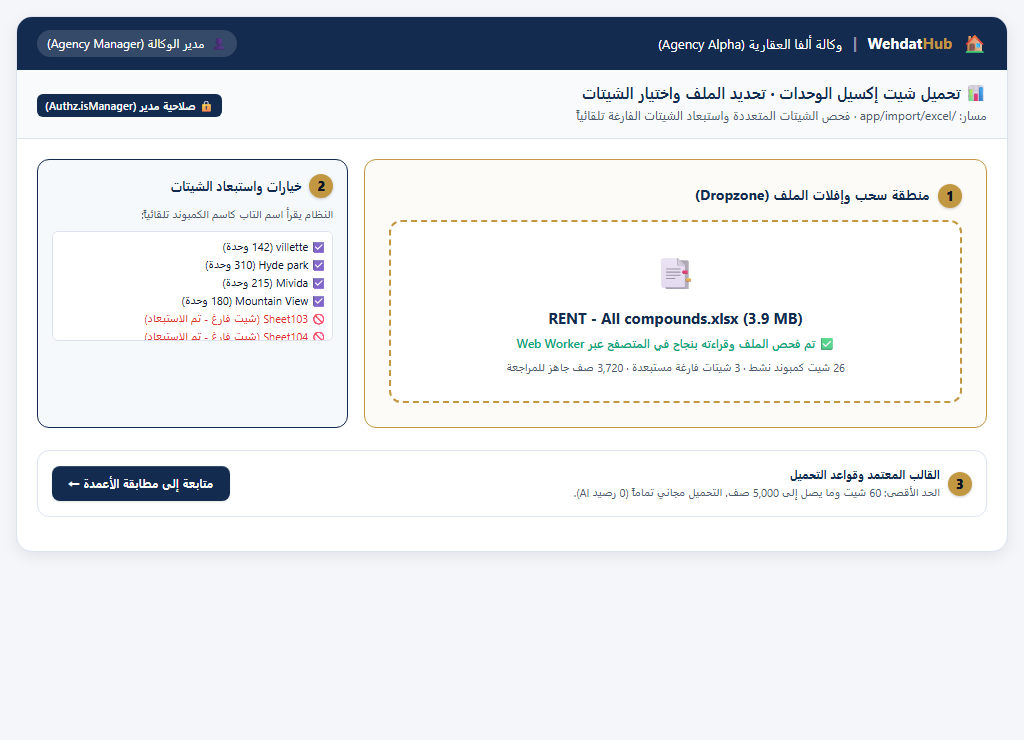 WehdatHub | وكالة ألفا العقارية (Agency Alpha)
مدير الوكالة (Agency Manager)
تحميل شيت إكسيل الوحدات · تحديد الملف واختيار الشيتات
مسار: /app/import/excel · فحص الشيتات المتعددة واستبعاد الشيتات الفارغة تلقائياً
صلاحية مدير (Authz.isManager)
1 منطقة سحب وإفلات الملف (Dropzone)
RENT - All compounds.xlsx (3.9 MB)
تم فحص الملف وقراءته بنجاح في المتصفح عبر Web Worker
26 شيت كمبوند نشط · 3 شيتات فارغة مستبعدة · 3,720 صف جاهز للمراجعة
2 خيارات واستبعاد الشيتات
النظام يقرأ اسم التاب كاسم الكمبوند تلقائياً:
villette (142 وحدة)
Hyde park (310 وحدة)
Mivida (215 وحدة)
Mountain View (180 وحدة)
Sheet103 (شيت فارغ - تم الاستبعاد)
Sheet104 (شيت فارغ - تم الاستبعاد)
3 القالب المعتمد وقواعد التحميل
الحد الأقصى: 60 شيت وما يصل إلى 5,000 صف. التحميل مجاني تماماً (0 رصيد AI).
متابعة إلى مطابقة الأعمدة ←